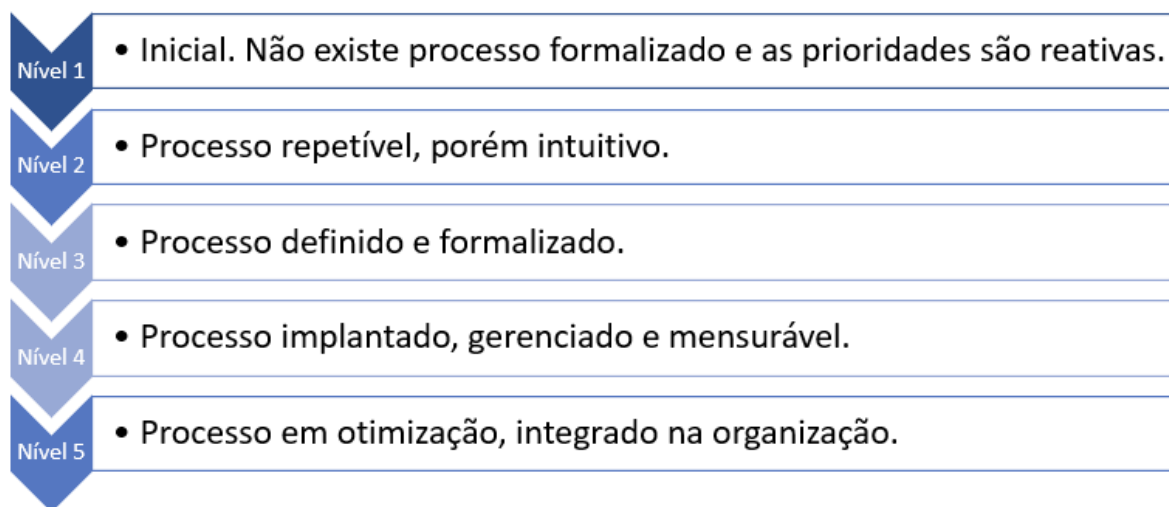 Nível 1
• Inicial. Não existe processo formalizado e as prioridades são reativas.
Nível 2
• Processo repetível, porém intuitivo.
Nível 3
• Processo definido e formalizado.
Nível 4
• Processo implantado, gerenciado e mensurável.
Nível 5
• Processo em otimização, integrado na organização.